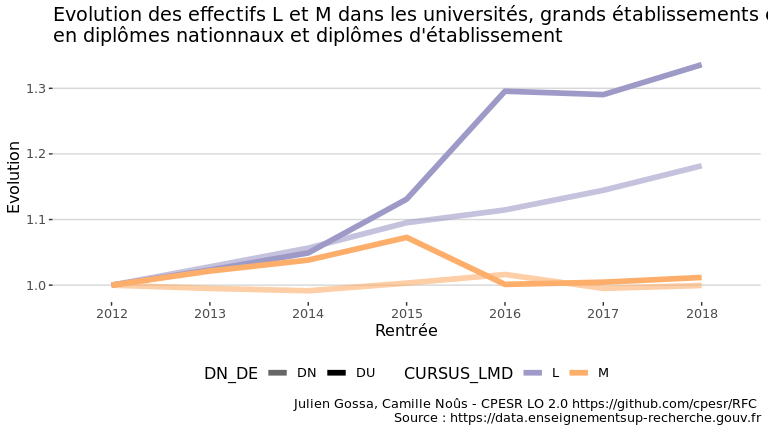 Evolution des effectifs L et M dans les universités, grands établissements
en diplômes nationnaux et diplômes d'établissement
1.3
1.2
1.1
1.0
Evolution
2012 2013 2014 2015 2016 2017 2018
Rentrée
DN_DE DN DU CURSUS_LMD L M
Julien Gossa, Camille Noûs - CPESR LO 2.0 https://github.com/cpesr/RFC
Source : https://data.enseignementsup-recherche.gouv.fr